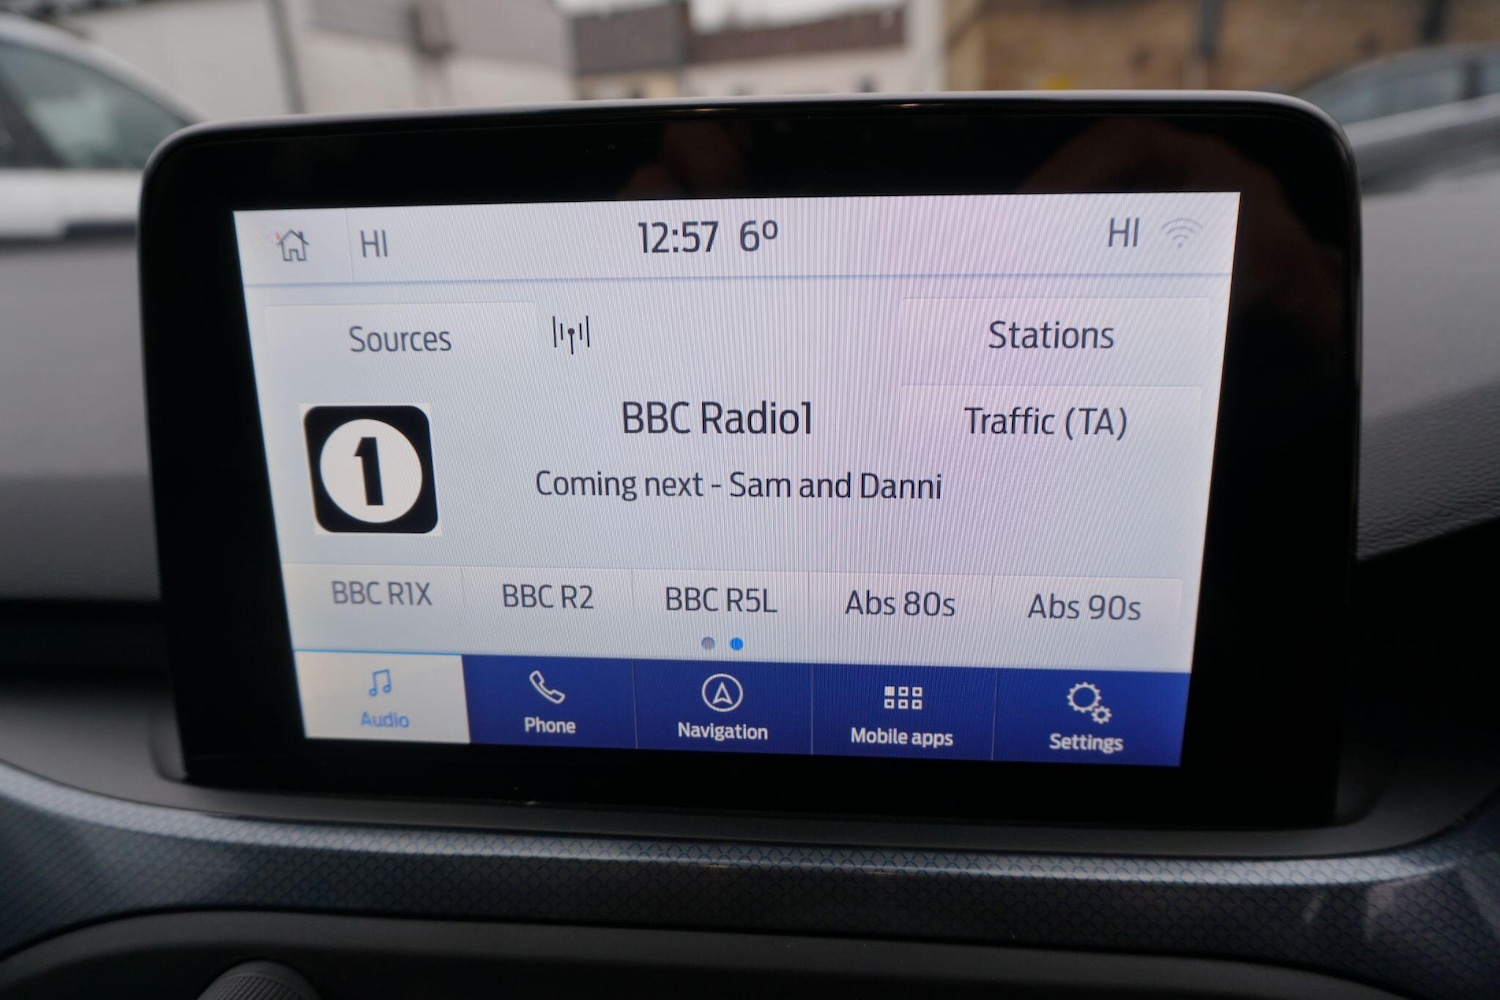 HI 12:57 6° HI
Sources Stations
1 BBC Radio1 Traffic (TA)
Coming next - Sam and Danni
BBC R1X BBC R2 BBC R5L Abs 80s Abs 90s
Audio Phone Navigation Mobile apps Settings